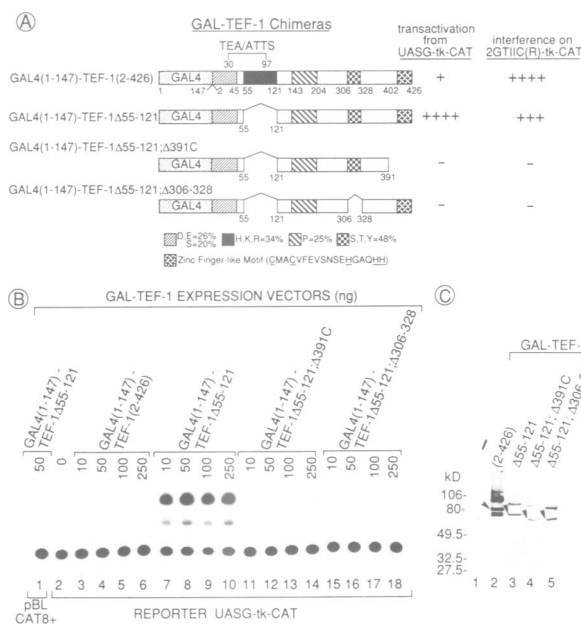 A
GAL-TEF-1 Chimeras
transactivation from UASG-tk-CAT
interference on 2GTIIC(R)-tk-CAT
TEA/ATTS
30 97
GAL4(1-147)-TEF-1(2-426)
GAL4
+ ++++
1 147 2 45 55 121 143 204 306 328 402 426
GAL4(1-147)-TEF-1Δ55-121
GAL4
++++ +++
55 121
GAL4(1-147)-TEF-1Δ55-121;Δ391C
GAL4
- -
55 121 391
GAL4(1-147)-TEF-1Δ55-121;Δ306-328
GAL4
- -
55 121 306 328
D,E=26%
S=20%
H,K,R=34%
P=25%
S,T,Y=48%
Zinc Finger-like Motif (CMACVFEVSNSEHGAQHH)
B
GAL-TEF-1 EXPRESSION VECTORS (ng)
GAL4(1-147)-
TEF-1Δ55-121
GAL4(1-147)-
TEF-1(2-426)
GAL4(1-147)-
TEF-1Δ55-121
GAL4(1-147)-
TEF-1Δ55-121;Δ391C
GAL4(1-147)-
TEF-1Δ55-121;Δ306-328
50 0 10 50 100 250 10 50 100 250 10 50 100 250 10 50 100 250
1 2 3 4 5 6 7 8 9 10 11 12 13 14 15 16 17 18
pBL
CAT8+
REPORTER UASG-tk-CAT
C
GAL-TEF-
(2-426)
Δ55-121
Δ55-121; Δ391C
Δ55-121; Δ306-
kD
106-
80-
49.5-
32.5-
27.5-
1 2 3 4 5